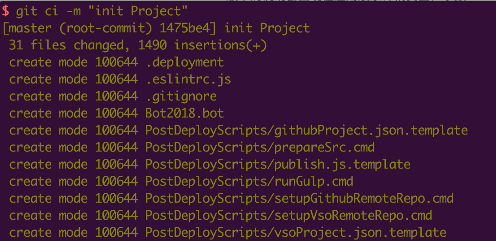 $ git ci -m "init Project"
[master (root-commit) 1475be4] init Project
31 files changed, 1490 insertions(+)
create mode 100644 .deployment
create mode 100644 .eslintrc.js
create mode 100644 .gitignore
create mode 100644 Bot2018.bot
create mode 100644 PostDeployScripts/githubProject.json.template
create mode 100644 PostDeployScripts/prepareSrc.cmd
create mode 100644 PostDeployScripts/publish.js.template
create mode 100644 PostDeployScripts/runGulp.cmd
create mode 100644 PostDeployScripts/setupGithubRemoteRepo.cmd
create mode 100644 PostDeployScripts/setupVsoRemoteRepo.cmd
create mode 100644 PostDeployScripts/vsoProject.json.template